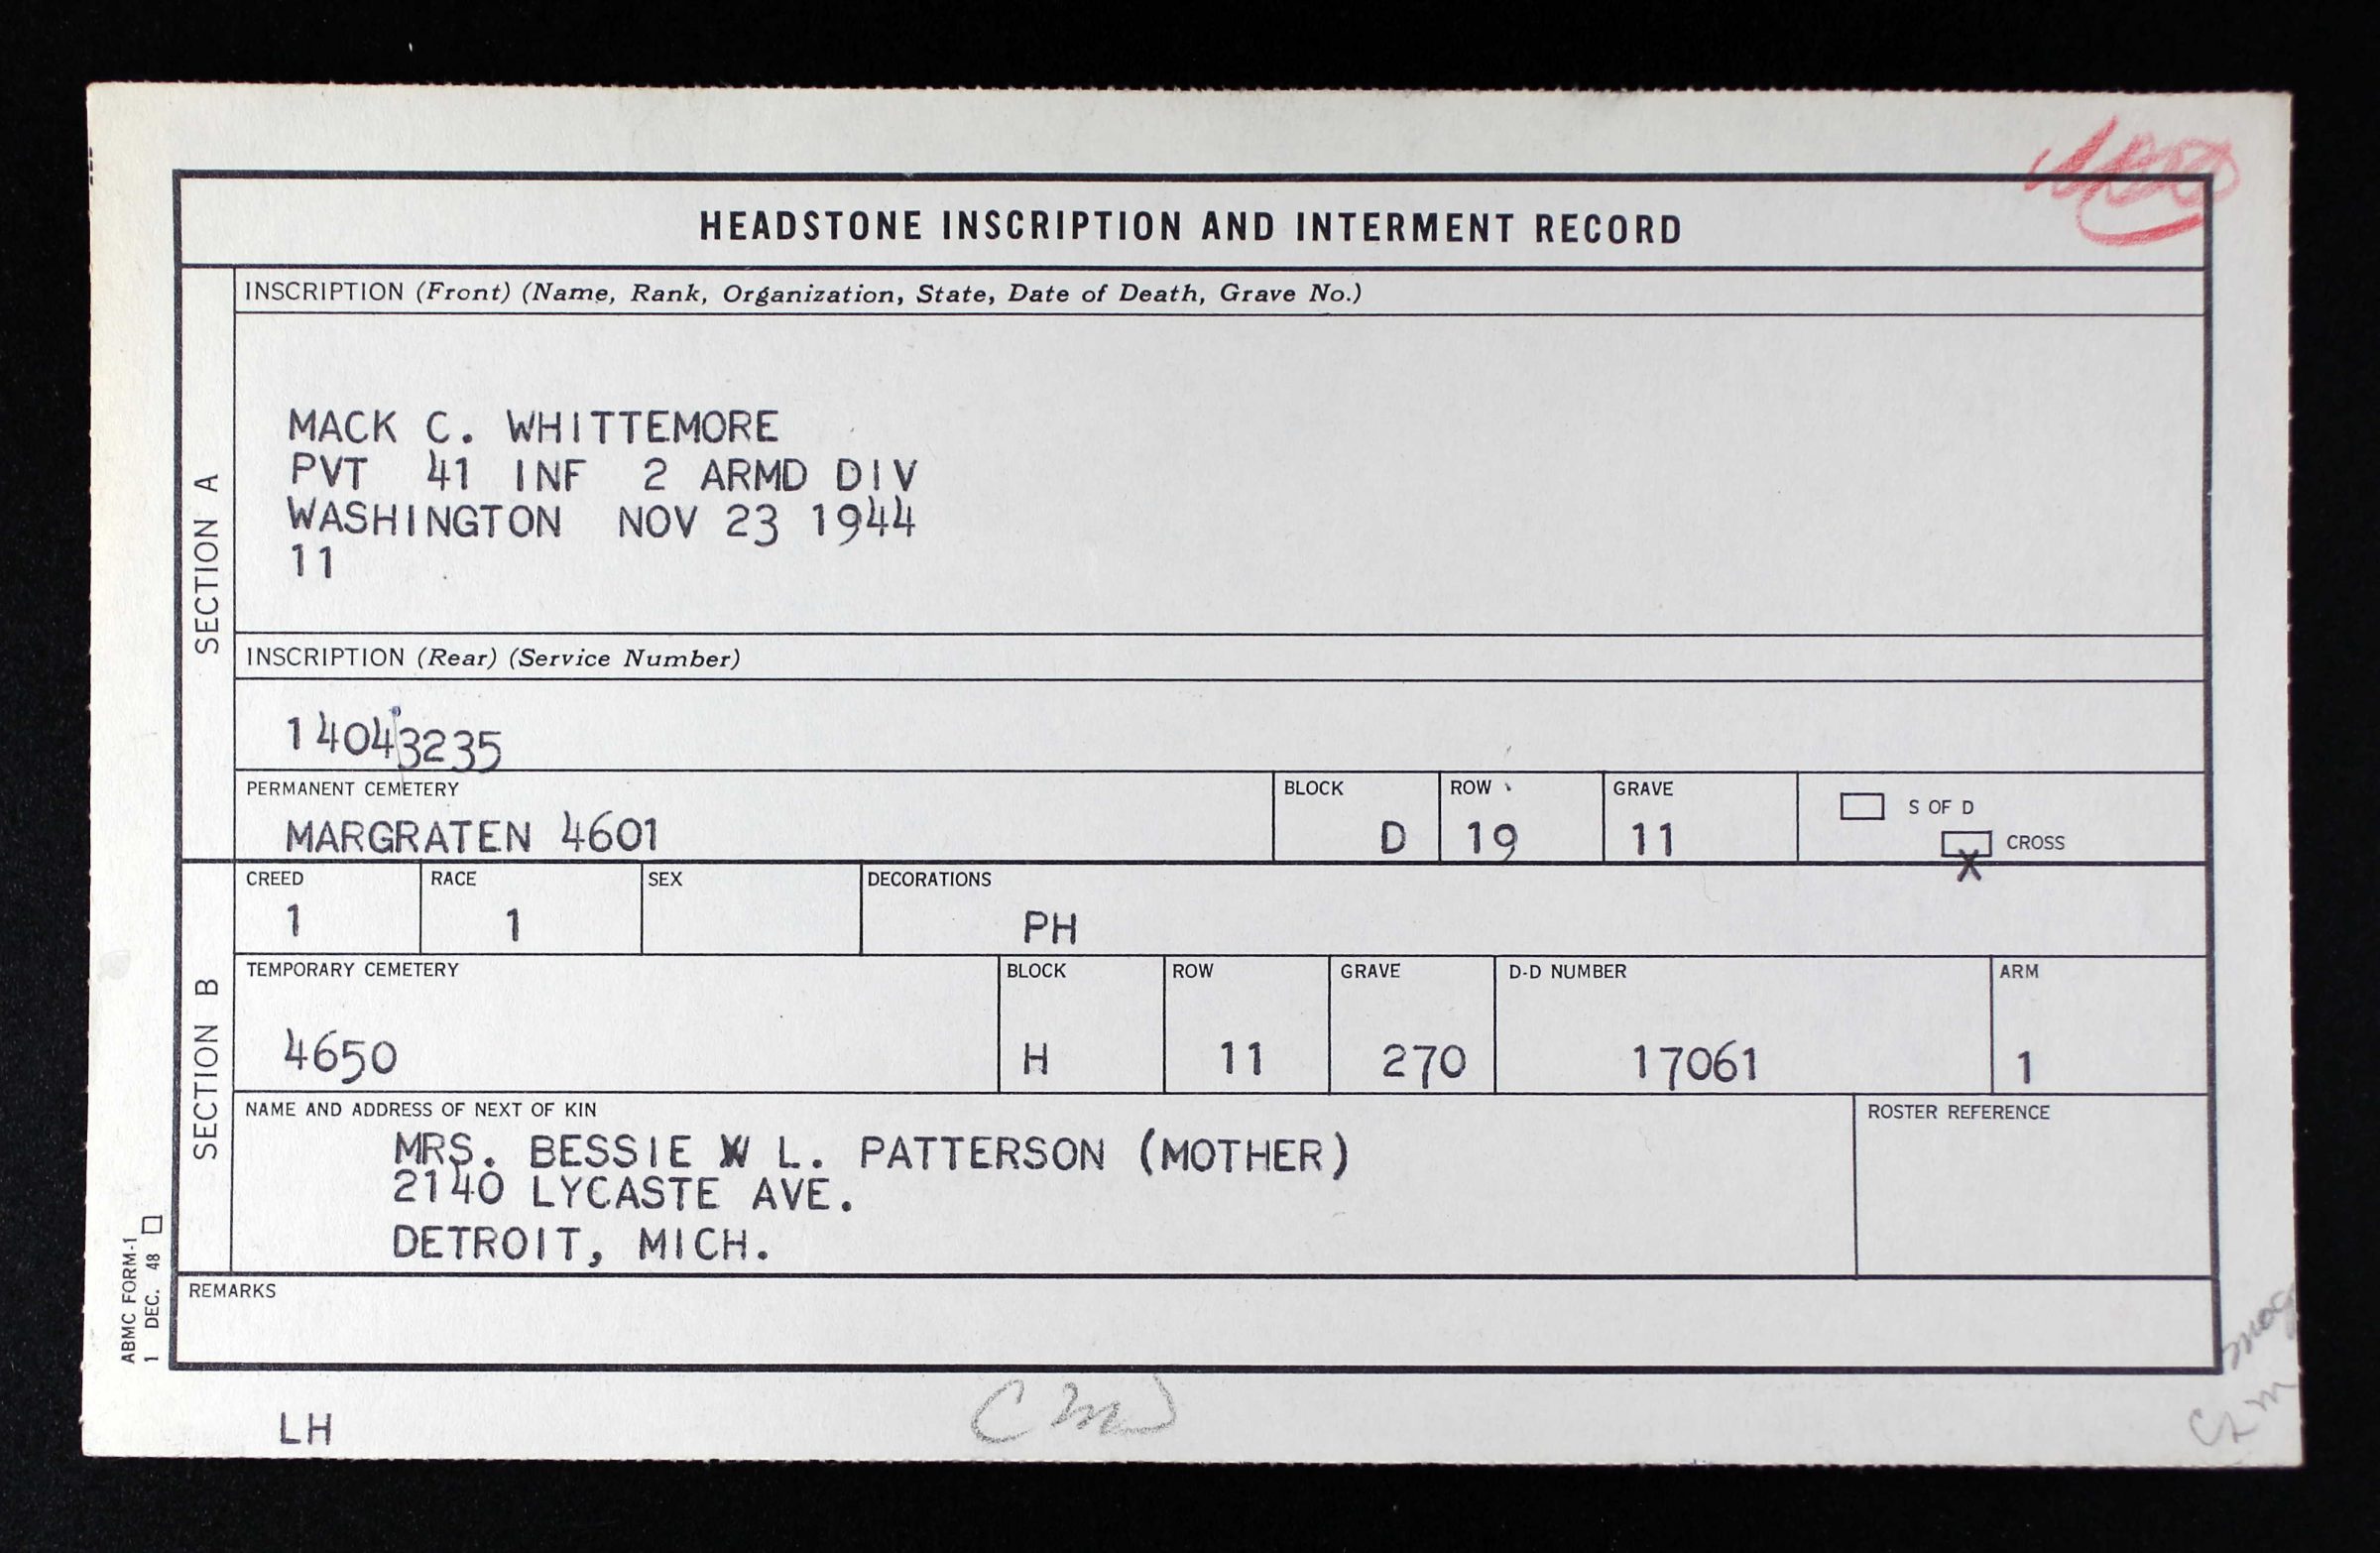 HEADSTONE INSCRIPTION AND INTERMENT RECORD
SECTION A
INSCRIPTION (Front) (Name, Rank, Organization, State, Date of Death, Grave No.)
MACK C. WHITTEMORE
PVT 41 INF 2 ARMD DIV
WASHINGTON NOV 23 1944
11
INSCRIPTION (Rear) (Service Number)
14043235
PERMANENT CEMETERY BLOCK ROW GRAVE
MARGRATEN 4601 D 19 11
S OF D
CROSS
X
SECTION B
CREED RACE SEX DECORATIONS
1 1 PH
TEMPORARY CEMETERY BLOCK ROW GRAVE D-D NUMBER ARM
4650 H 11 270 17061 1
NAME AND ADDRESS OF NEXT OF KIN ROSTER REFERENCE
MRS. BESSIE L. PATTERSON (MOTHER)
2140 LYCASTE AVE.
DETROIT, MICH.
REMARKS
ABMC FORM-1
1 DEC. 48
LH